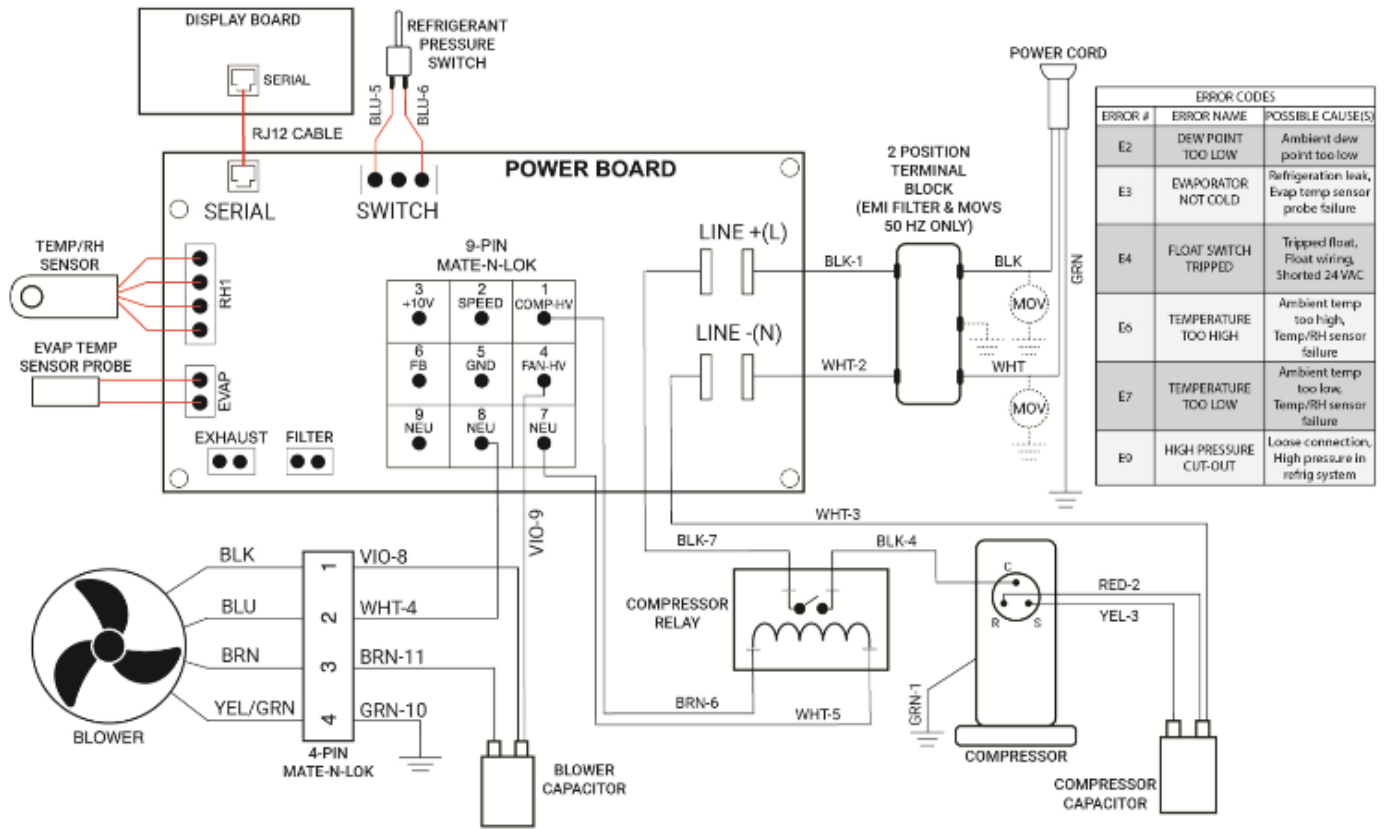 DISPLAY BOARD
SERIAL
RJ12 CABLE
REFRIGERANT
PRESSURE
SWITCH
BLU-5
BLU-6
POWER BOARD
SERIAL
SWITCH
TEMP/RH
SENSOR
RH1
EVAP TEMP
SENSOR PROBE
EVAP
EXHAUST
FILTER
9-PIN
MATE-N-LOK
3
+10V
2
SPEED
1
COMP-HV
6
FB
5
GND
4
FAN-HV
9
NEU
8
NEU
7
NEU
LINE +(L)
LINE -(N)
BLK-1
WHT-2
2 POSITION
TERMINAL
BLOCK
(EMI FILTER & MOVS
50 HZ ONLY)
POWER CORD
BLK
MOV
WHT
MOV
GRN
ERROR CODES
ERROR # ERROR NAME POSSIBLE CAUSE(S)
E2
DEW POINT
TOO LOW
Ambient dew
point too low
E3
EVAPORATOR
NOT COLD
Refrigeration leak,
Evap temp sensor
probe failure
E4
FLOAT SWITCH
TRIPPED
Tripped float,
Float wiring,
Shorted 24 VAC
E6
TEMPERATURE
TOO HIGH
Ambient temp
too high,
Temp/RH sensor
failure
E7
TEMPERATURE
TOO LOW
Ambient temp
too low,
Temp/RH sensor
failure
E9
HIGH PRESSURE
CUT-OUT
Loose connection,
High pressure in
refrig system
BLK
BLU
BRN
YEL/GRN
BLOWER
1
2
3
4
4-PIN
MATE-N-LOK
VIO-8
WHT-4
BRN-11
GRN-10
VIO-9
BLOWER
CAPACITOR
WHT-3
BLK-7
BLK-4
COMPRESSOR
RELAY
BRN-6
WHT-5
C
R
S
GRN-1
COMPRESSOR
RED-2
YEL-3
COMPRESSOR
CAPACITOR